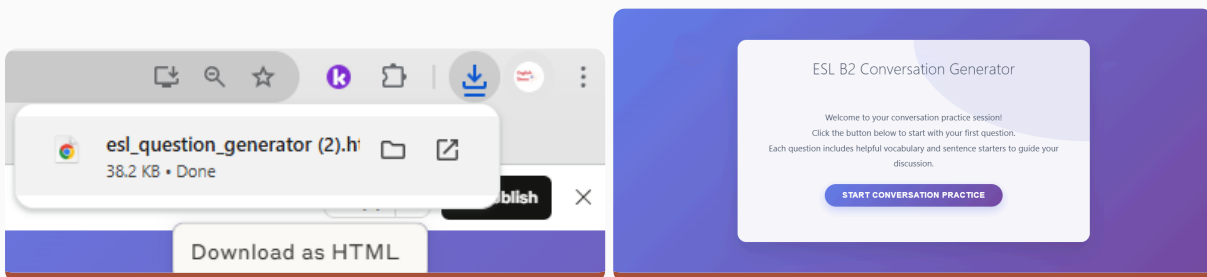 esl_question_generator (2).ht
38.2 KB • Done
blish
Download as HTML
ESL B2 Conversation Generator
Welcome to your conversation practice session!
Click the button below to start with your first question.
Each question includes helpful vocabulary and sentence starters to guide your
discussion.
START CONVERSATION PRACTICE